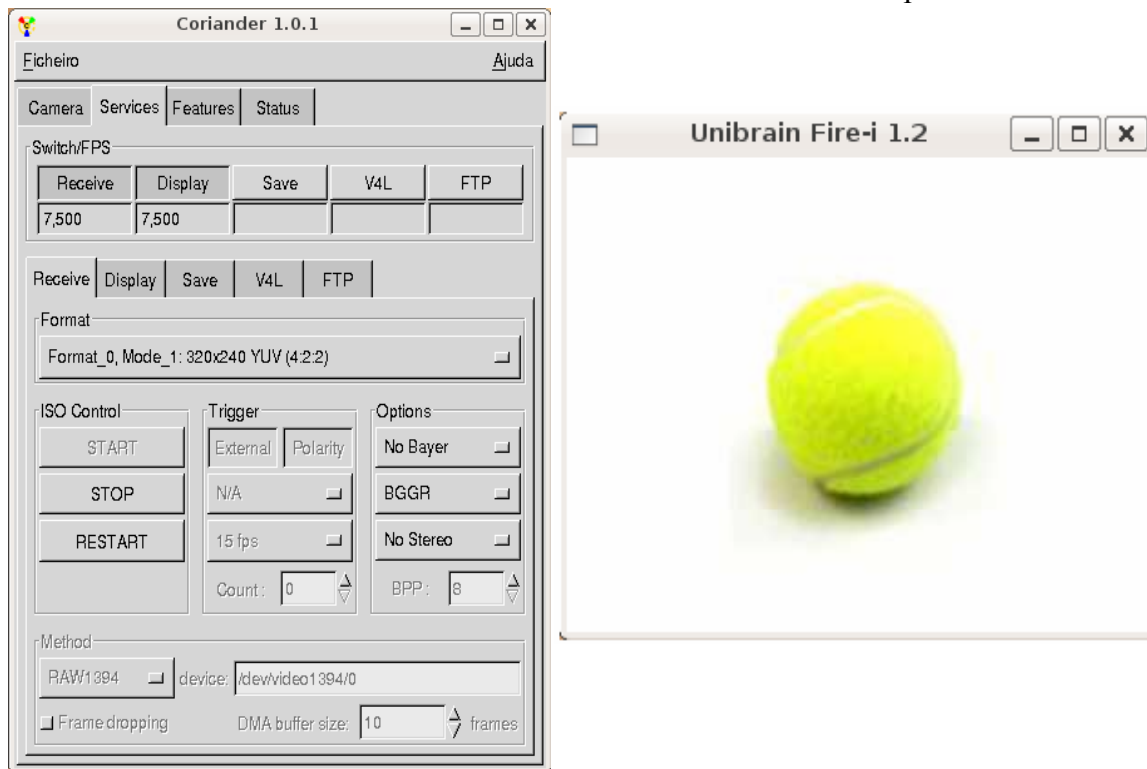 Coriander 1.0.1
Ficheiro Ajuda
Camera Services Features Status
Switch/FPS
Receive Display Save V4L FTP
7,500 7,500
Receive Display Save V4L FTP
Format
Format_0, Mode_1: 320x240 YUV (4:2:2)
ISO Control Trigger Options
START External Polarity No Bayer
STOP N/A BGGR
RESTART 15 fps No Stereo
Count : 0 BPP : 8
Method
RAW1394 device: /dev/video1394/0
Frame dropping DMA buffer size: 10 frames
Unibrain Fire-i 1.2